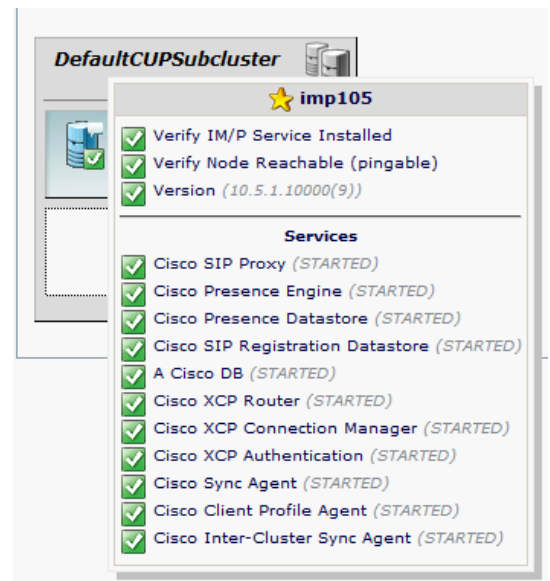 DefaultCUPSubcluster
imp105
Verify IM/P Service Installed
Verify Node Reachable (pingable)
Version (10.5.1.10000(9))
Services
Cisco SIP Proxy (STARTED)
Cisco Presence Engine (STARTED)
Cisco Presence Datastore (STARTED)
Cisco SIP Registration Datastore (STARTED)
A Cisco DB (STARTED)
Cisco XCP Router (STARTED)
Cisco XCP Connection Manager (STARTED)
Cisco XCP Authentication (STARTED)
Cisco Sync Agent (STARTED)
Cisco Client Profile Agent (STARTED)
Cisco Inter-Cluster Sync Agent (STARTED)